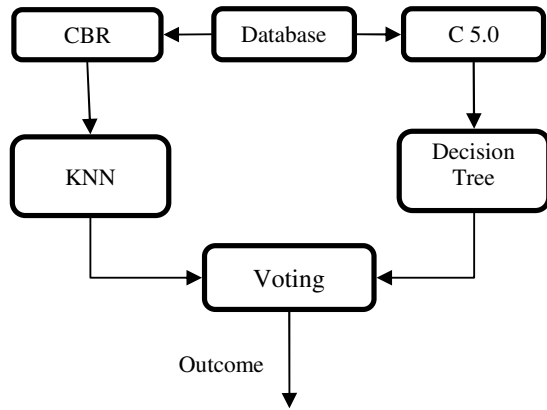 CBR
Database
C 5.0
KNN
Decision
Tree
Voting
Outcome